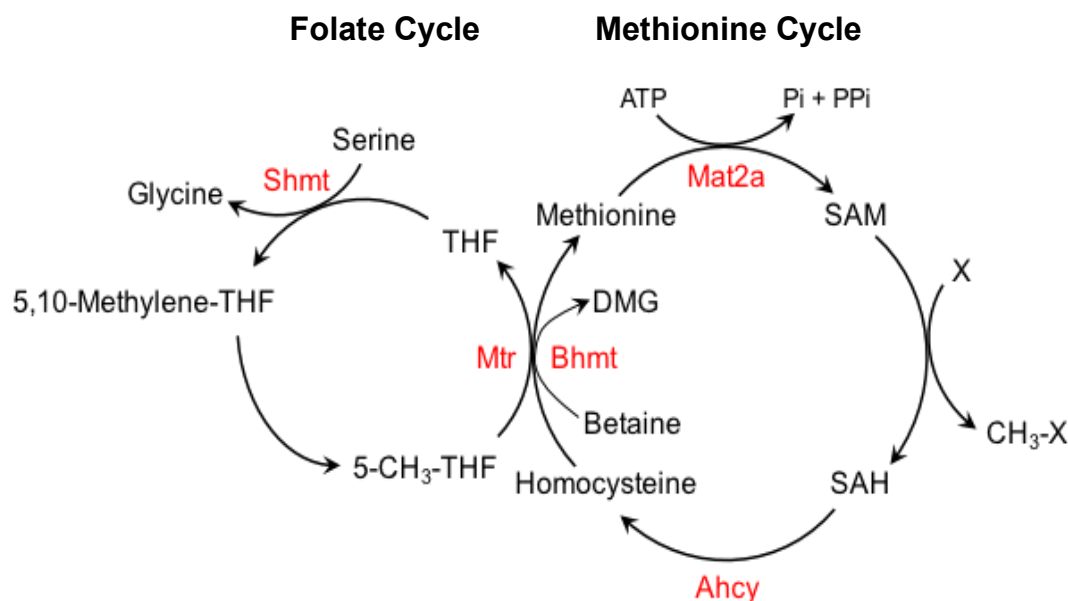 Folate Cycle
Methionine Cycle
ATP
Pi + PPi
Serine
Shmt
Glycine
Mat2a
Methionine
SAM
THF
X
5,10-Methylene-THF
DMG
Mtr
Bhmt
Betaine
CH₃-X
5-CH₃-THF
Homocysteine
SAH
Ahcy